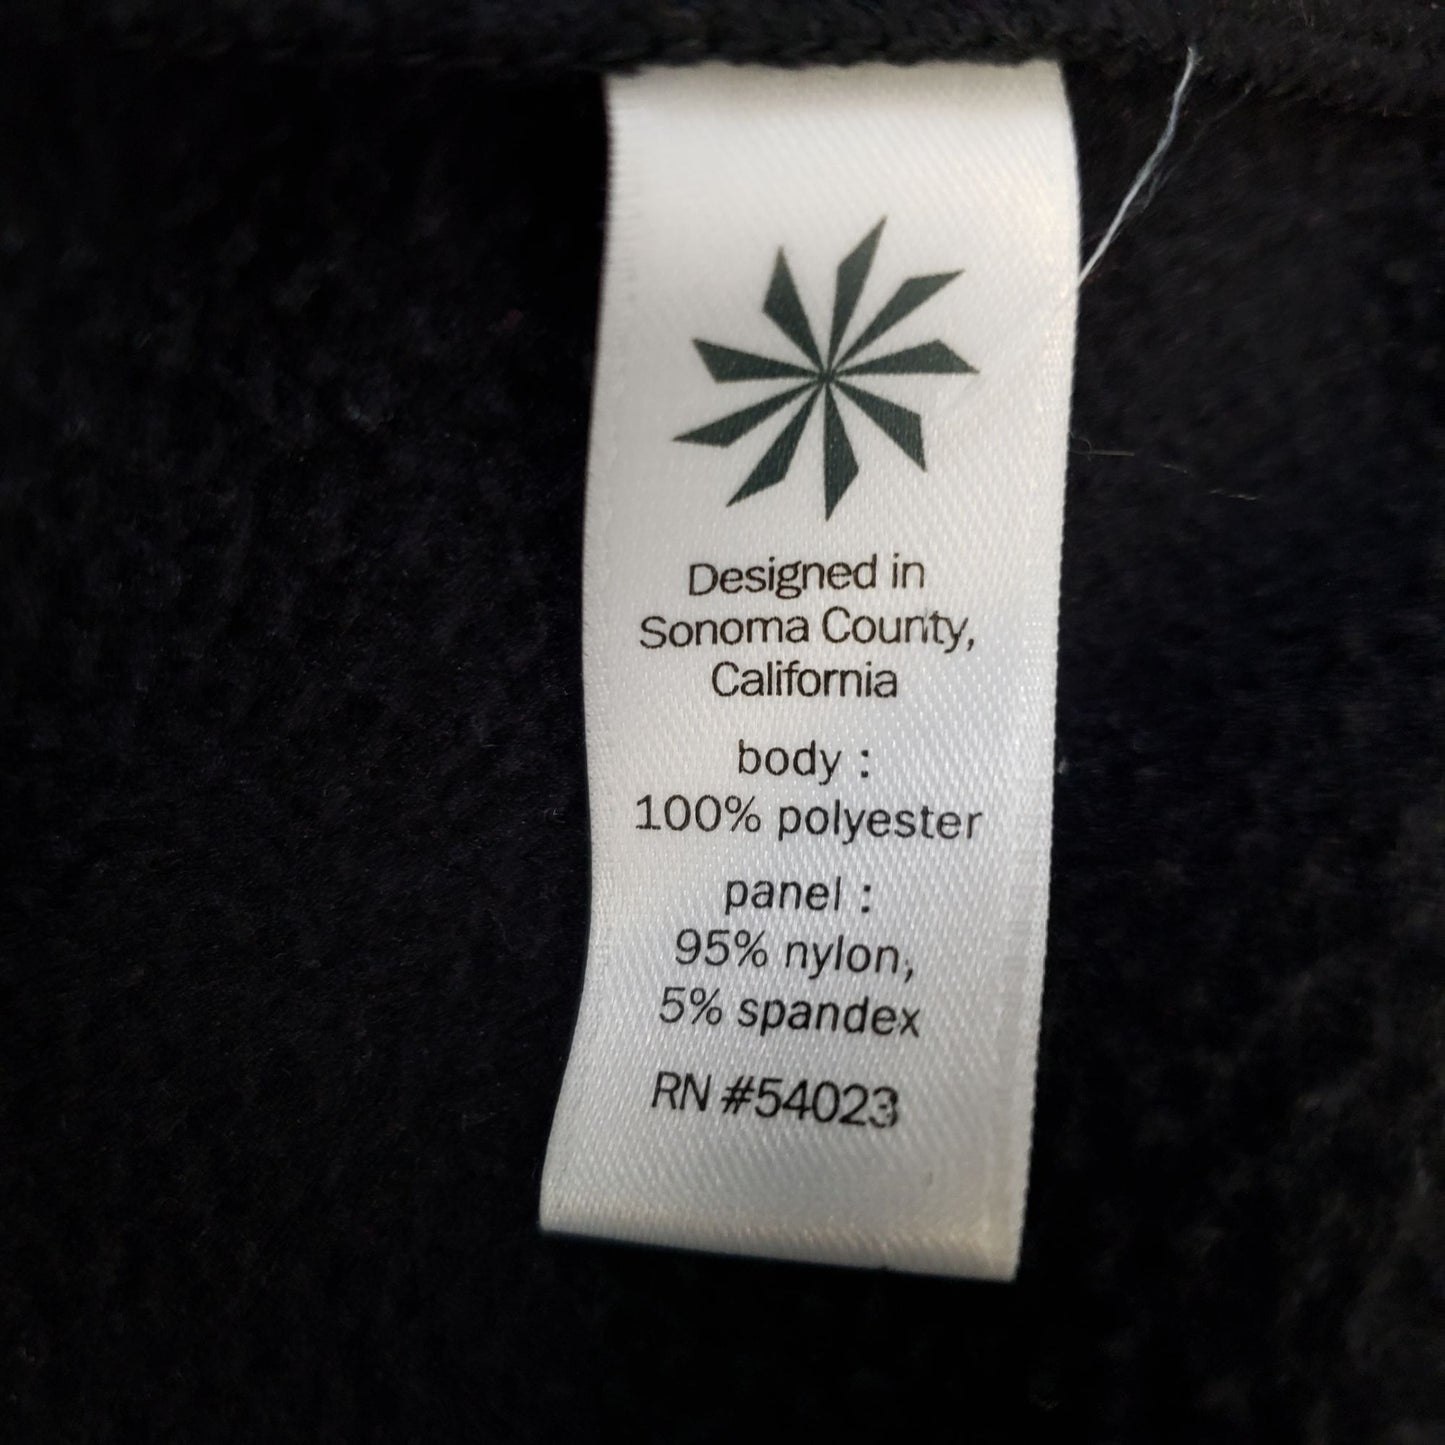 Designed in
Sonoma County,
California
body :
100% polyester
panel :
95% nylon,
5% spandex
RN #54023